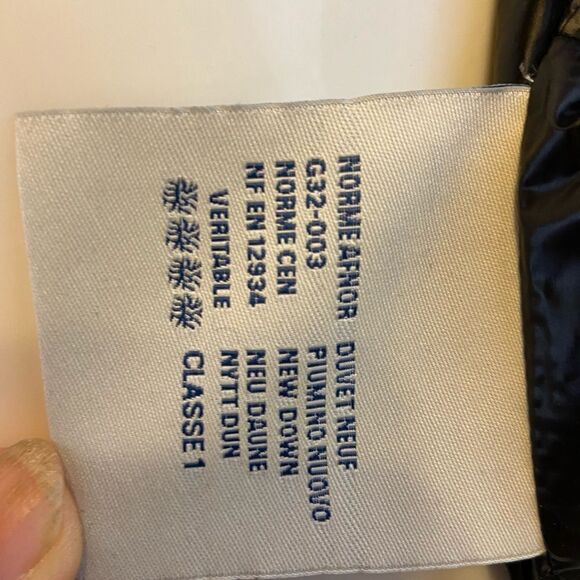 NORME AFNOR DUVET NEUF
G32-003 PIUMINO NUOVO
NORME CEN NEW DOWN
NF EN 12934 NEU DAUNE
VERITABLE NYTT DUN
CLASSE 1